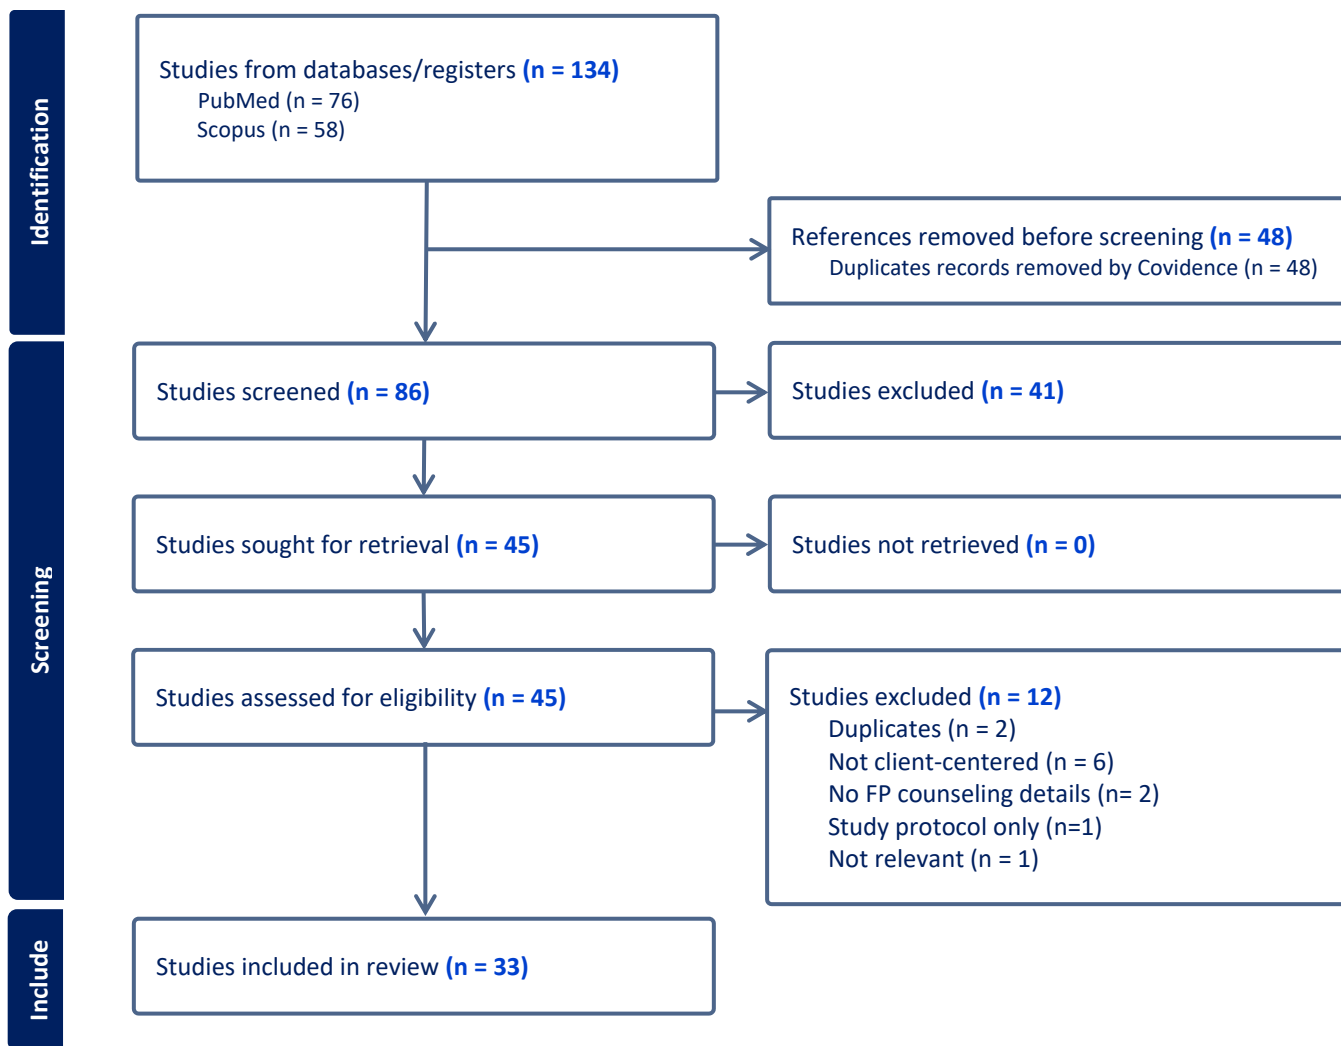 Identification
Studies from databases/registers (n = 134)
PubMed (n = 76)
Scopus (n = 58)
References removed before screening (n = 48)
Duplicates records removed by Covidence (n = 48)
Screening
Studies screened (n = 86)
Studies excluded (n = 41)
Studies sought for retrieval (n = 45)
Studies not retrieved (n = 0)
Studies assessed for eligibility (n = 45)
Studies excluded (n = 12)
Duplicates (n = 2)
Not client-centered (n = 6)
No FP counseling details (n= 2)
Study protocol only (n=1)
Not relevant (n = 1)
Include
Studies included in review (n = 33)